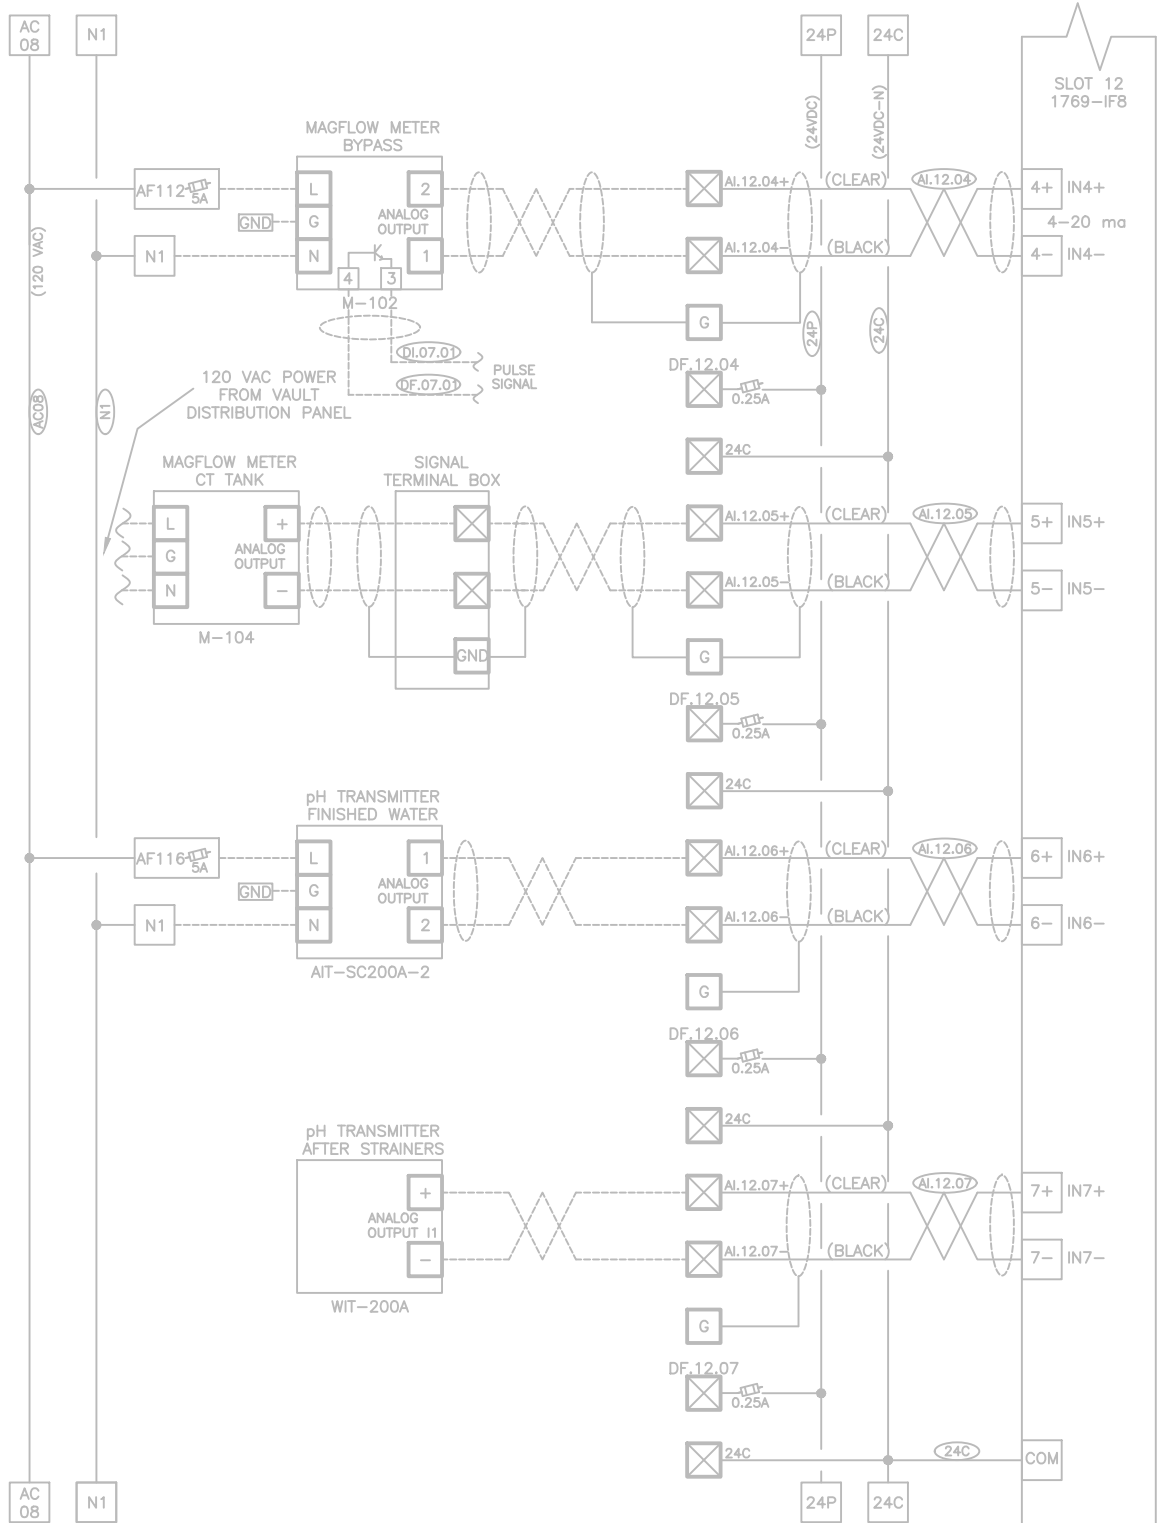 AC
08
N1
24P
24C
SLOT 12
1769-IF8
(24VDC)
(24VDC-N)
MAGFLOW METER
BYPASS
AF112
5A
L
2
AI.12.04+
(CLEAR)
AI.12.04
4+
IN4+
GND
G
ANALOG
OUTPUT
4-20 ma
(120 VAC)
N1
N
1
AI.12.04-
(BLACK)
4-
IN4-
4
3
M-102
G
24P
24C
DI.07.01
DF.07.01
PULSE
SIGNAL
DF.12.04
0.25A
120 VAC POWER
FROM VAULT
DISTRIBUTION PANEL
AC08
N1
24C
MAGFLOW METER
CT TANK
SIGNAL
TERMINAL BOX
L
+
AI.12.05+
(CLEAR)
AI.12.05
5+
IN5+
G
ANALOG
OUTPUT
N
-
AI.12.05-
(BLACK)
5-
IN5-
M-104
GND
G
DF.12.05
0.25A
24C
pH TRANSMITTER
FINISHED WATER
AF116
5A
L
1
AI.12.06+
(CLEAR)
AI.12.06
6+
IN6+
GND
G
ANALOG
OUTPUT
N1
N
2
AI.12.06-
(BLACK)
6-
IN6-
AIT-SC200A-2
G
DF.12.06
0.25A
24C
pH TRANSMITTER
AFTER STRAINERS
+
AI.12.07+
(CLEAR)
AI.12.07
7+
IN7+
ANALOG
OUTPUT I1
-
AI.12.07-
(BLACK)
7-
IN7-
WIT-200A
G
DF.12.07
0.25A
24C
24C
COM
AC
08
N1
24P
24C